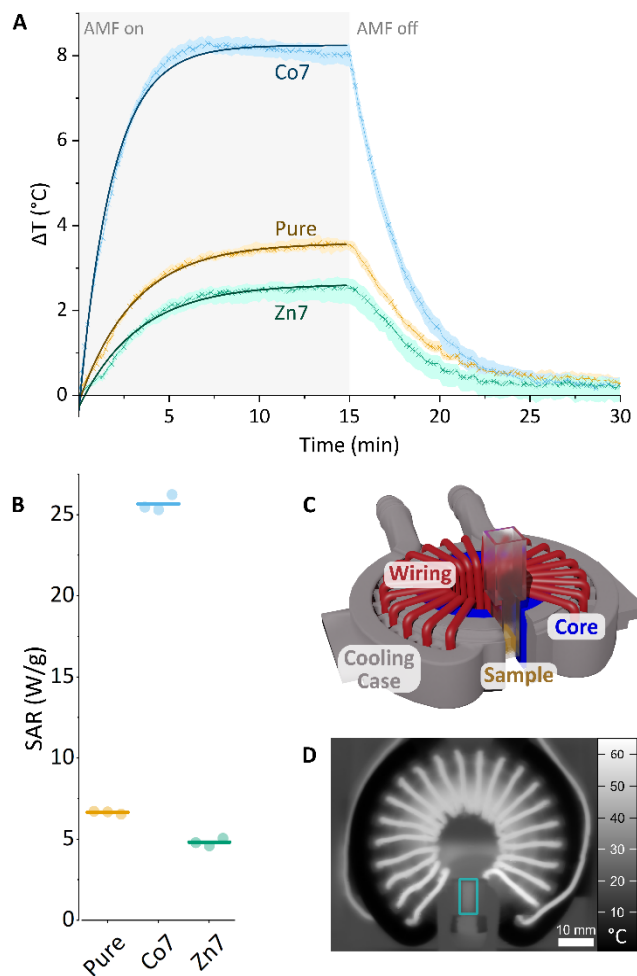 A
AMF on
AMF off
8
6
4
2
0
Co7
Pure
Zn7
ΔT (°C)
5
10
15
20
25
30
Time (min)
B
25
20
15
10
5
0
SAR (W/g)
Pure
Co7
Zn7
C
Wiring
Core
Cooling
Case
Sample
D
60
50
40
30
20
10
°C
10 mm